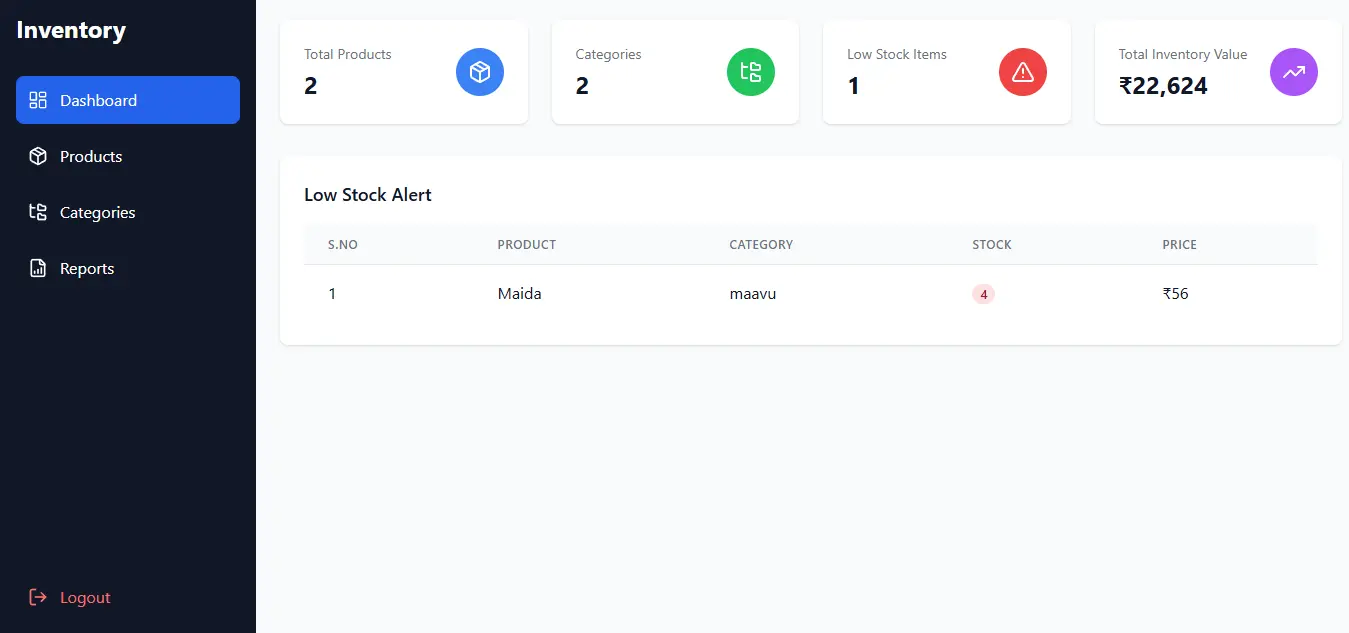 Inventory
Dashboard
Products
Categories
Reports
Logout
Total Products
2
Categories
2
Low Stock Items
1
Total Inventory Value
₹22,624
Low Stock Alert
S.NO PRODUCT CATEGORY STOCK PRICE
1 Maida maavu 4 ₹56